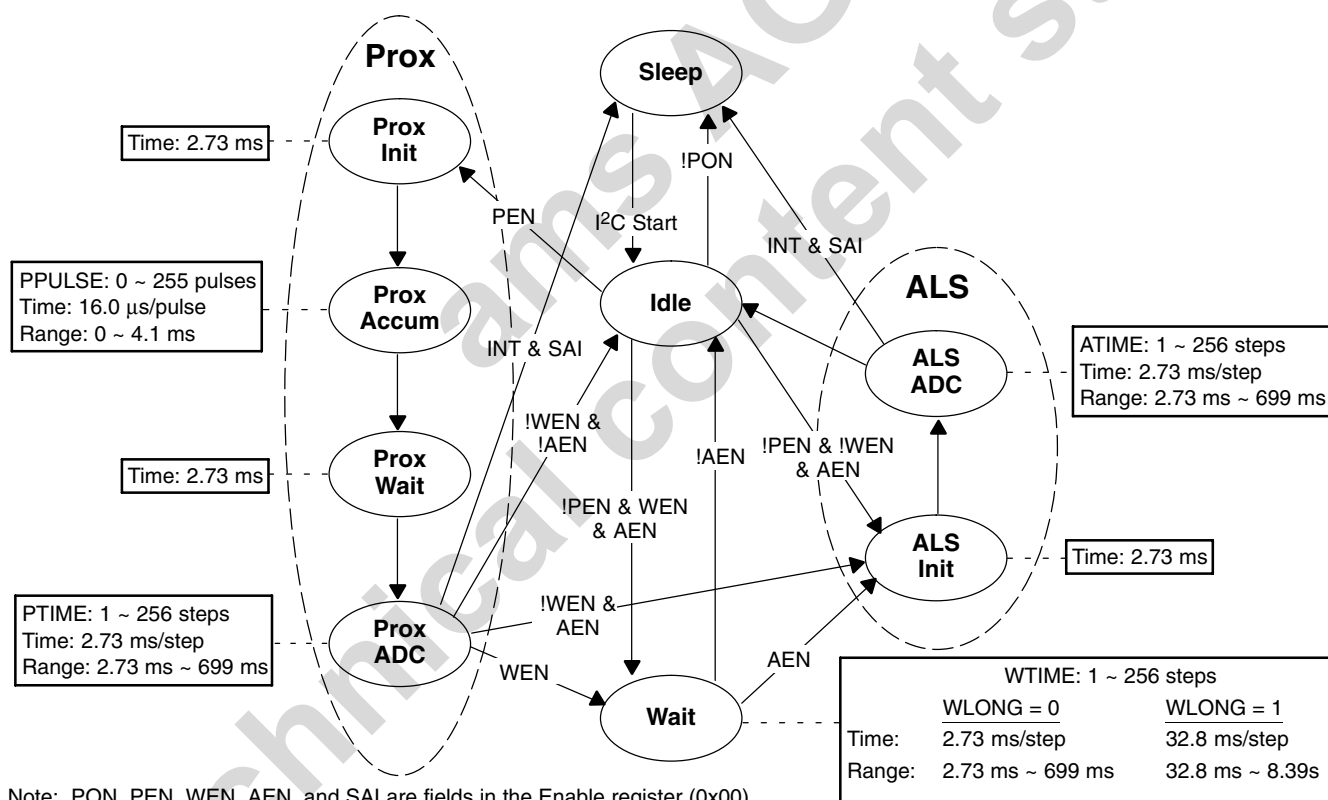 Prox
Sleep
Prox
Init
Time: 2.73 ms
!PON
PEN
I²C Start
INT & SAI
PPULSE: 0 ~ 255 pulses
Time: 16.0 μs/pulse
Range: 0 ~ 4.1 ms
Prox
Accum
Idle
ALS
INT & SAI
ALS
ADC
ATIME: 1 ~ 256 steps
Time: 2.73 ms/step
Range: 2.73 ms ~ 699 ms
!WEN &
!AEN
!AEN
!PEN & !WEN
& AEN
Prox
Wait
Time: 2.73 ms
!PEN & WEN
& AEN
ALS
Init
Time: 2.73 ms
PTIME: 1 ~ 256 steps
Time: 2.73 ms/step
Range: 2.73 ms ~ 699 ms
Prox
ADC
!WEN &
AEN
WEN
AEN
Wait
WTIME: 1 ~ 256 steps
WLONG = 0 WLONG = 1
Time: 2.73 ms/step 32.8 ms/step
Range: 2.73 ms ~ 699 ms 32.8 ms ~ 8.39s
Note: PON, PEN, WEN, AEN, and SAI are fields in the Enable register (0x00)
ams
content